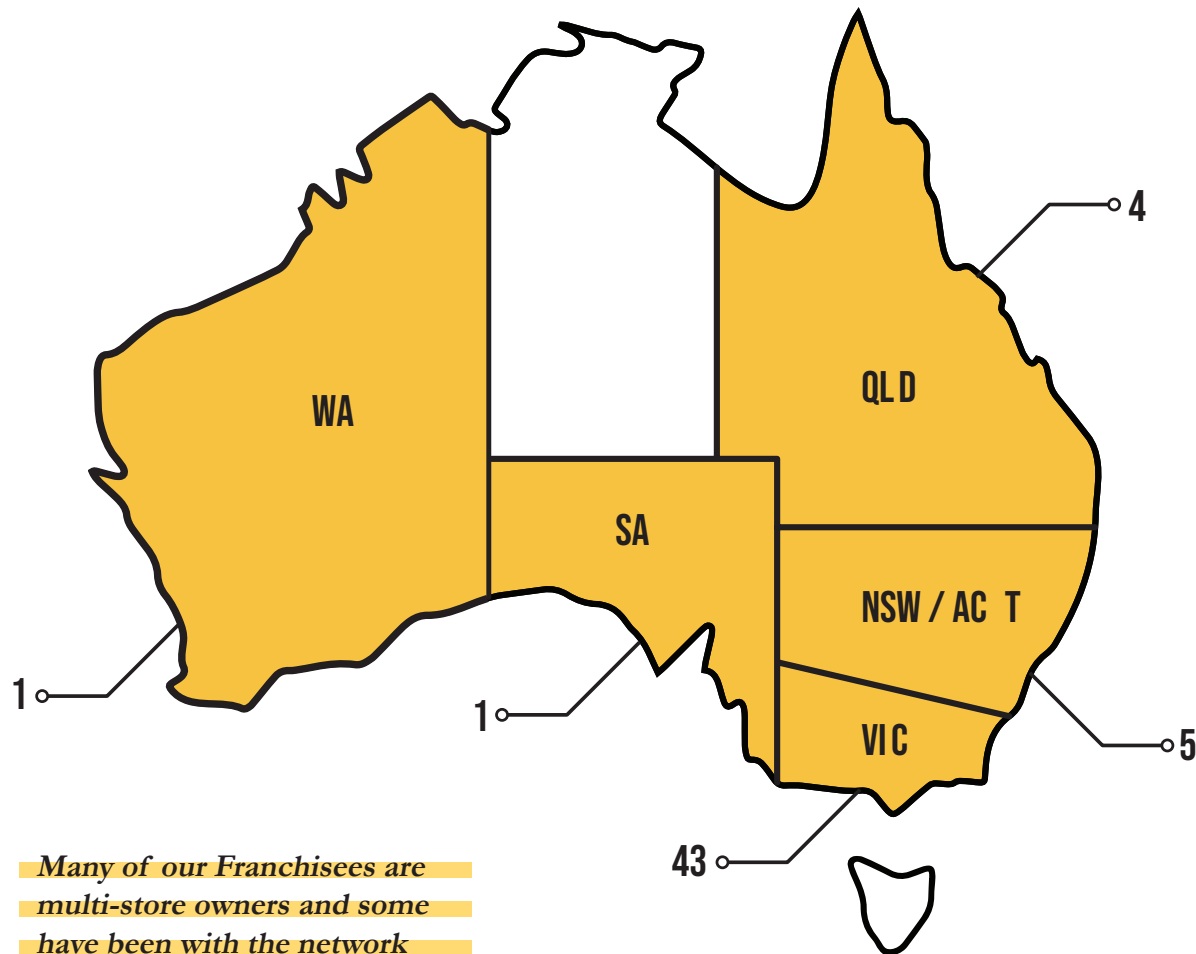 4
QLD
WA
SA
NSW / ACT
1
1
VIC
5
43
Many of our Franchisees are
multi-store owners and some
have been with the network